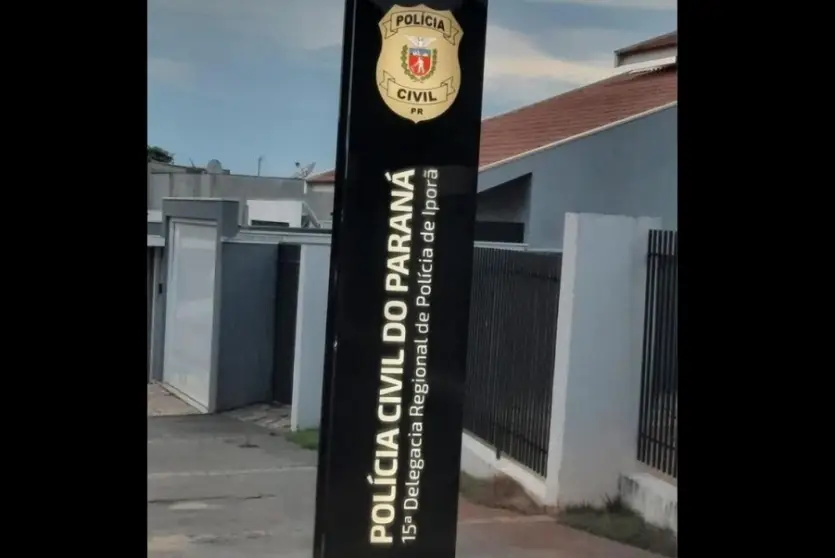 POLÍCIA
CIVIL
PR
POLÍCIA CIVIL DO PARANÁ
15ª Delegacia Regional de Polícia de Iporã